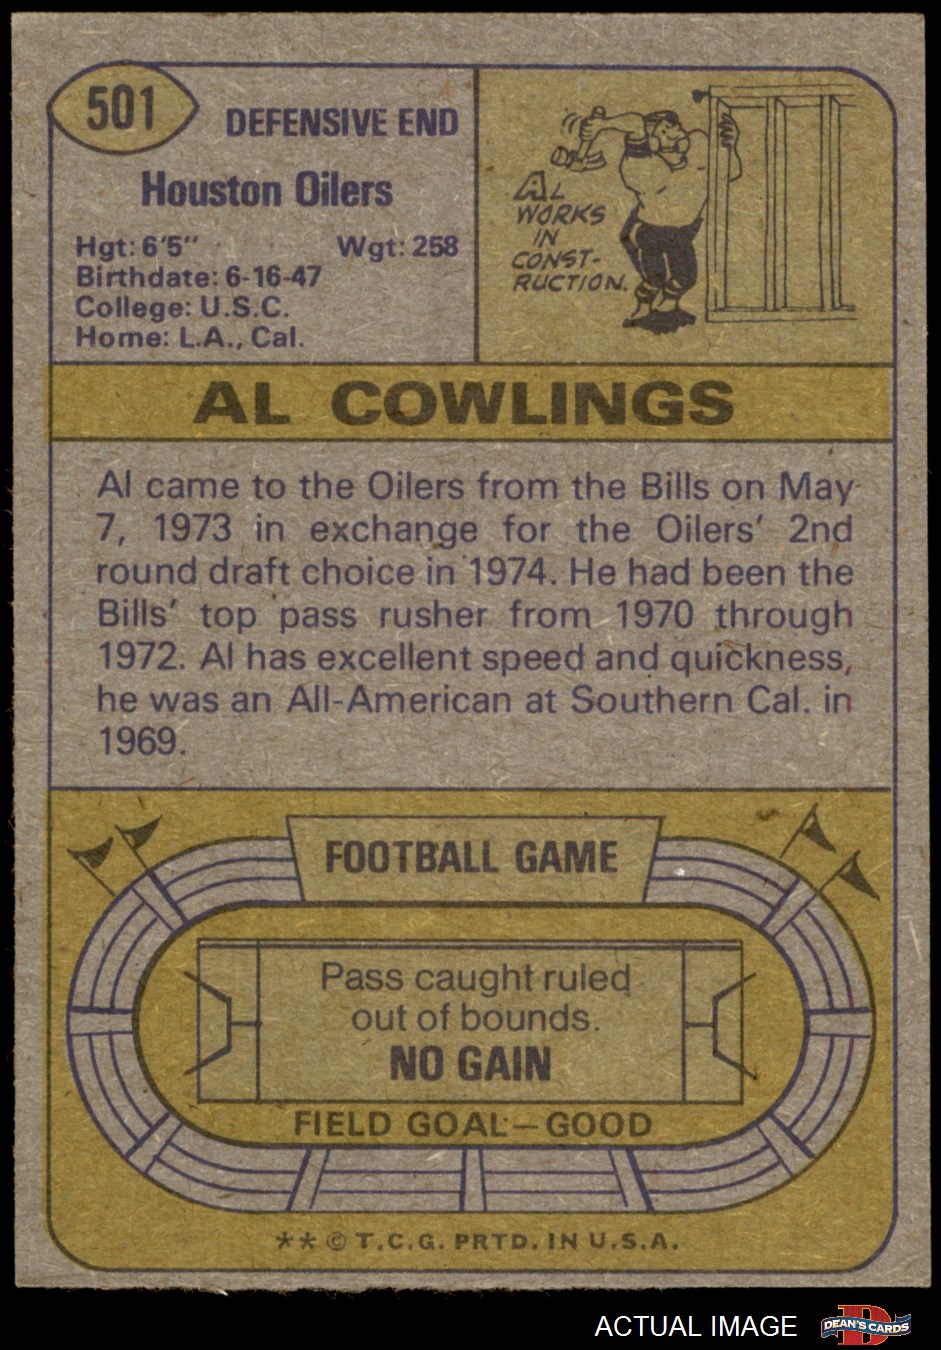 501
DEFENSIVE END
Houston Oilers
Hgt: 6'5" Wgt: 258
Birthdate: 6-16-47
College: U.S.C.
Home: L.A., Cal.
AL
WORKS
IN
CONST-
RUCTION.
AL COWLINGS
Al came to the Oilers from the Bills on May
7, 1973 in exchange for the Oilers' 2nd
round draft choice in 1974. He had been the
Bills' top pass rusher from 1970 through
1972. Al has excellent speed and quickness,
he was an All-American at Southern Cal. in
1969.
FOOTBALL GAME
Pass caught ruled
out of bounds.
NO GAIN
FIELD GOAL—GOOD
**© T.C.G. PRTD. IN U.S.A.
ACTUAL IMAGE
D
DEAN'S CARDS